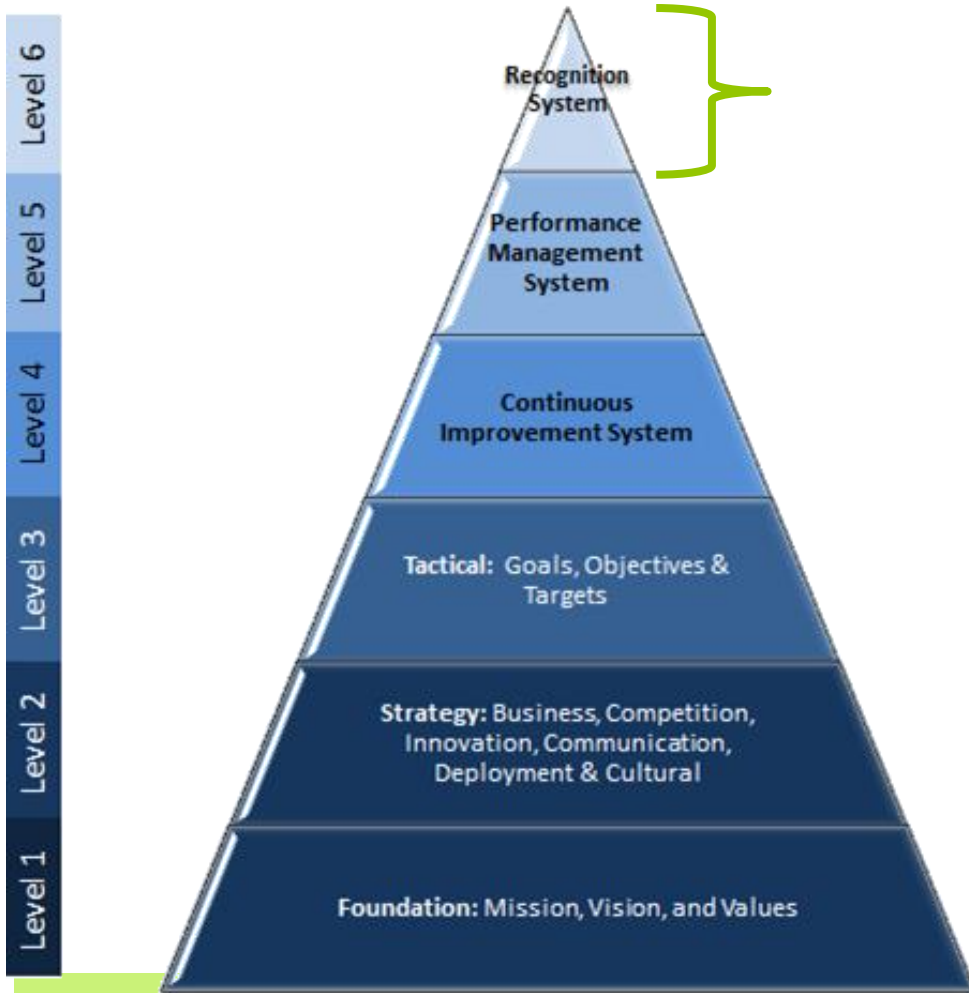 Level 6
Recognition
System
Level 5
Performance
Management
System
Level 4
Continuous
Improvement System
Level 3
Tactical: Goals, Objectives &
Targets
Level 2
Strategy: Business, Competition,
Innovation, Communication,
Deployment & Cultural
Level 1
Foundation: Mission, Vision, and Values